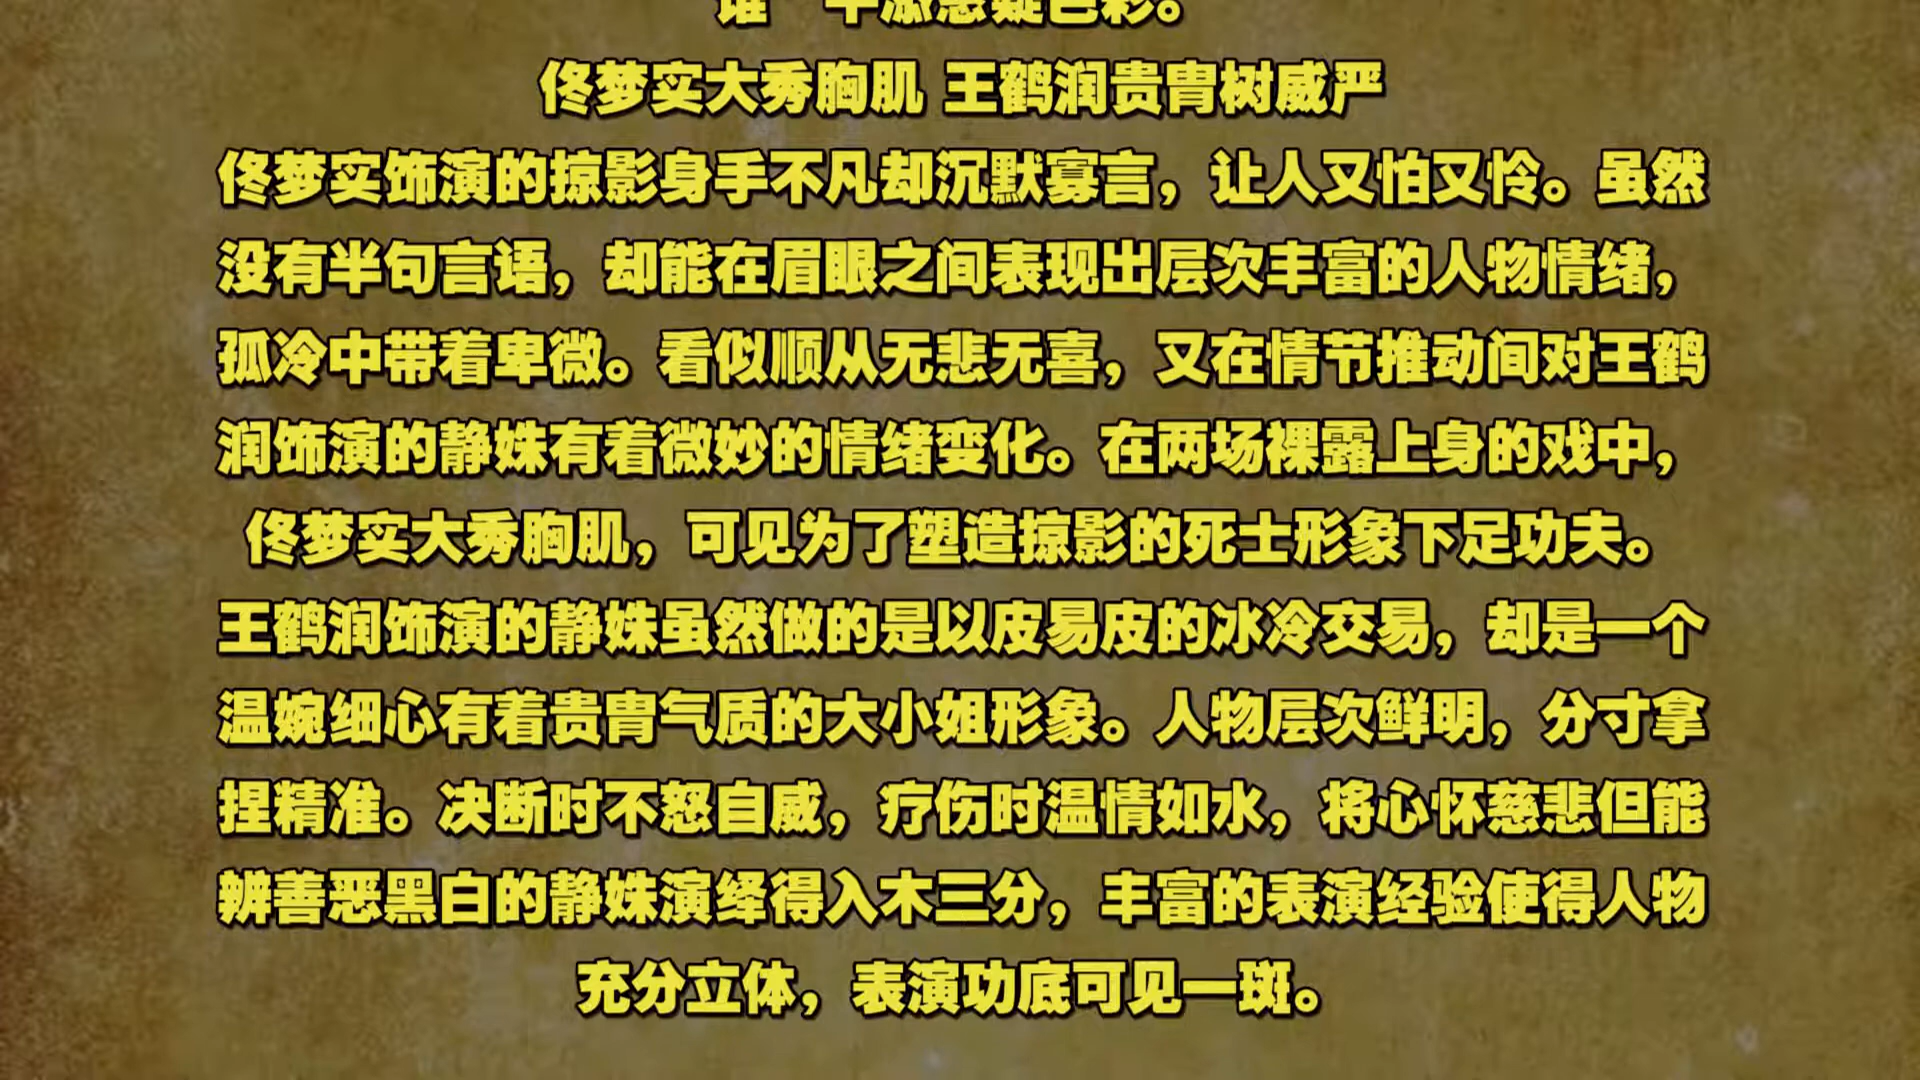 佟梦实大秀胸肌 王鹤润贵胄树威严
佟梦实饰演的掠影身手不凡却沉默寡言，让人又怕又怜。虽然
没有半句言语，却能在眉眼之间表现出层次丰富的人物情绪，
孤冷中带着卑微。看似顺从无悲无喜，又在情节推动间对王鹤
润饰演的静姝有着微妙的情绪变化。在两场裸露上身的戏中，
佟梦实大秀胸肌，可见为了塑造掠影的死士形象下足功夫。
王鹤润饰演的静姝虽然做的是以皮易皮的冰冷交易，却是一个
温婉细心有着贵胄气质的大小姐形象。人物层次鲜明，分寸拿
捏精准。决断时不怒自威，疗伤时温情如水，将心怀慈悲但能
辨善恶黑白的静姝演绎得入木三分，丰富的表演经验使得人物
充分立体，表演功底可见一斑。